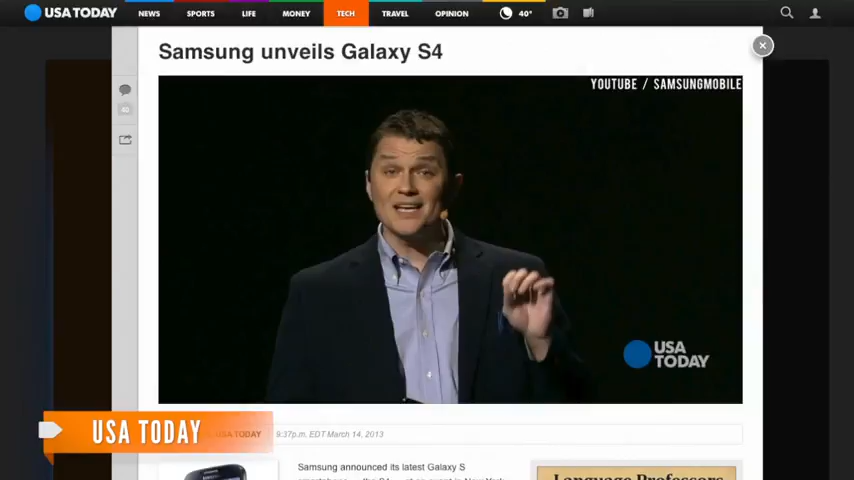 USA TODAY NEWS SPORTS LIFE MONEY TECH TRAVEL OPINION 40°
Samsung unveils Galaxy S4
YOUTUBE / SAMSUNGMOBILE
USA
TODAY
USA TODAY
USA TODAY 9:37p.m. EDT March 14, 2013
Samsung announced its latest Galaxy S
Language Professors